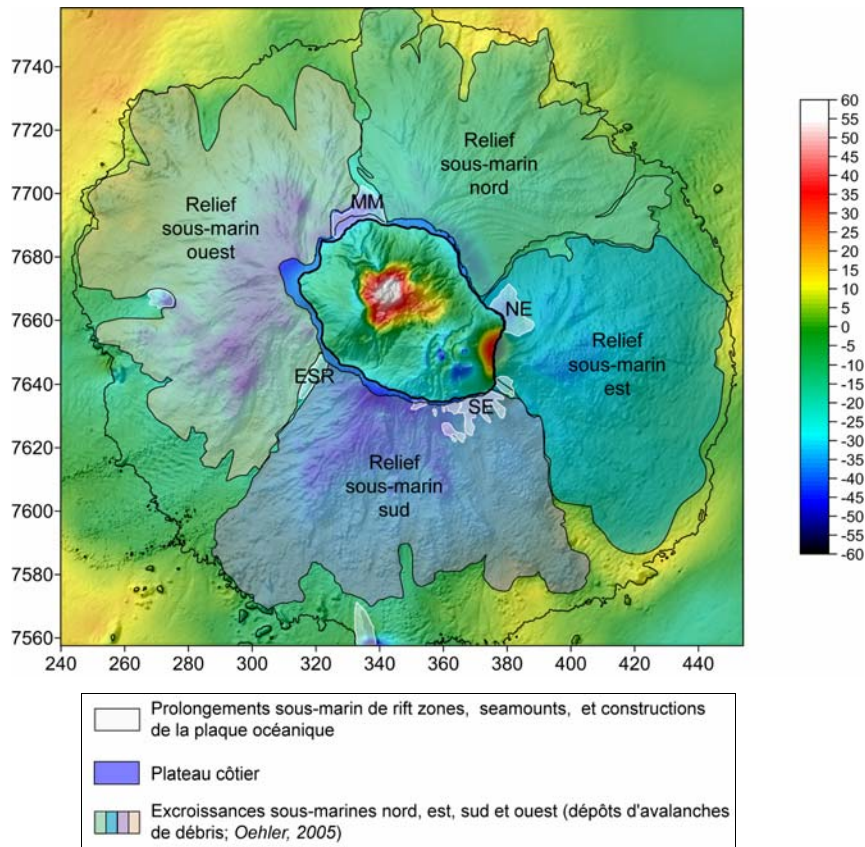 7740
7720
7700
7680
7660
7640
7620
7600
7580
7560
240
260
280
300
320
340
360
380
400
420
440
Relief
sous-marin
nord
Relief
sous-marin
ouest
MM
NE
Relief
sous-marin
est
ESR
SE
Relief
sous-marin
sud
60
55
50
45
40
35
30
25
20
15
10
5
0
-5
-10
-15
-20
-25
-30
-35
-40
-45
-50
-55
-60
Prolongements sous-marin de rift zones, seamounts, et constructions
de la plaque océanique
Plateau côtier
Excroissances sous-marines nord, est, sud et ouest (dépôts d'avalanches
de débris; Oehler, 2005)